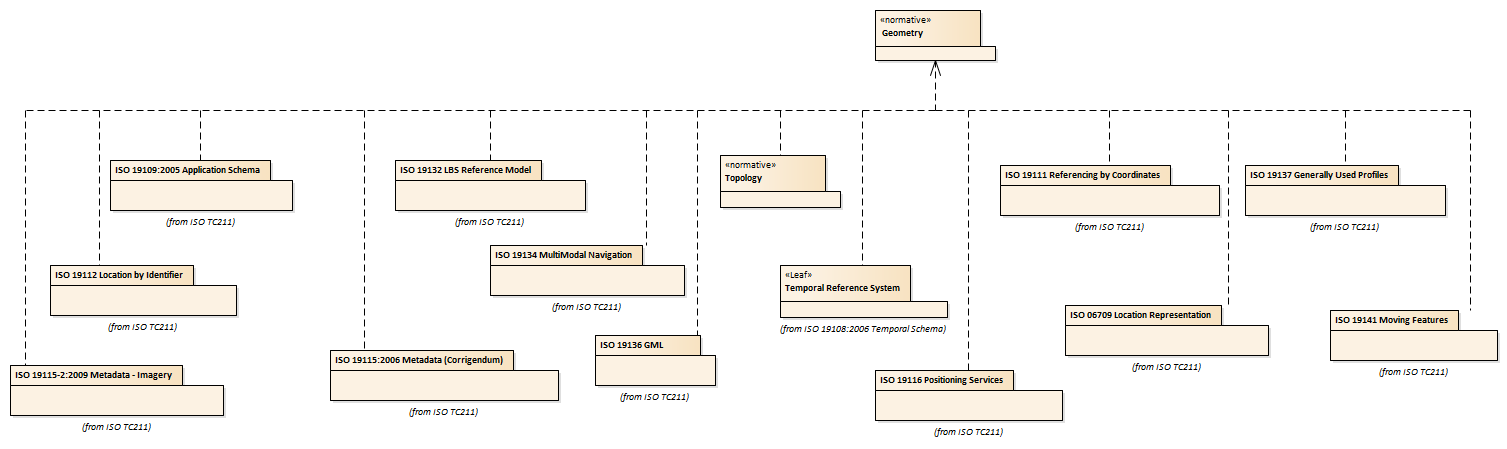 «normative»
Geometry
«normative»
Topology
ISO 19109:2005 Application Schema
(from ISO TC211)
ISO 19132 LBS Reference Model
(from ISO TC211)
ISO 19111 Referencing by Coordinates
(from ISO TC211)
ISO 19137 Generally Used Profiles
(from ISO TC211)
ISO 19134 MultiModal Navigation
(from ISO TC211)
ISO 19112 Location by Identifier
(from ISO TC211)
«Leaf»
Temporal Reference System
(from ISO 19108:2006 Temporal Schema)
ISO 06709 Location Representation
(from ISO TC211)
ISO 19141 Moving Features
(from ISO TC211)
ISO 19136 GML
(from ISO TC211)
ISO 19115:2006 Metadata (Corrigendum)
(from ISO TC211)
ISO 19115-2:2009 Metadata - Imagery
(from ISO TC211)
ISO 19116 Positioning Services
(from ISO TC211)